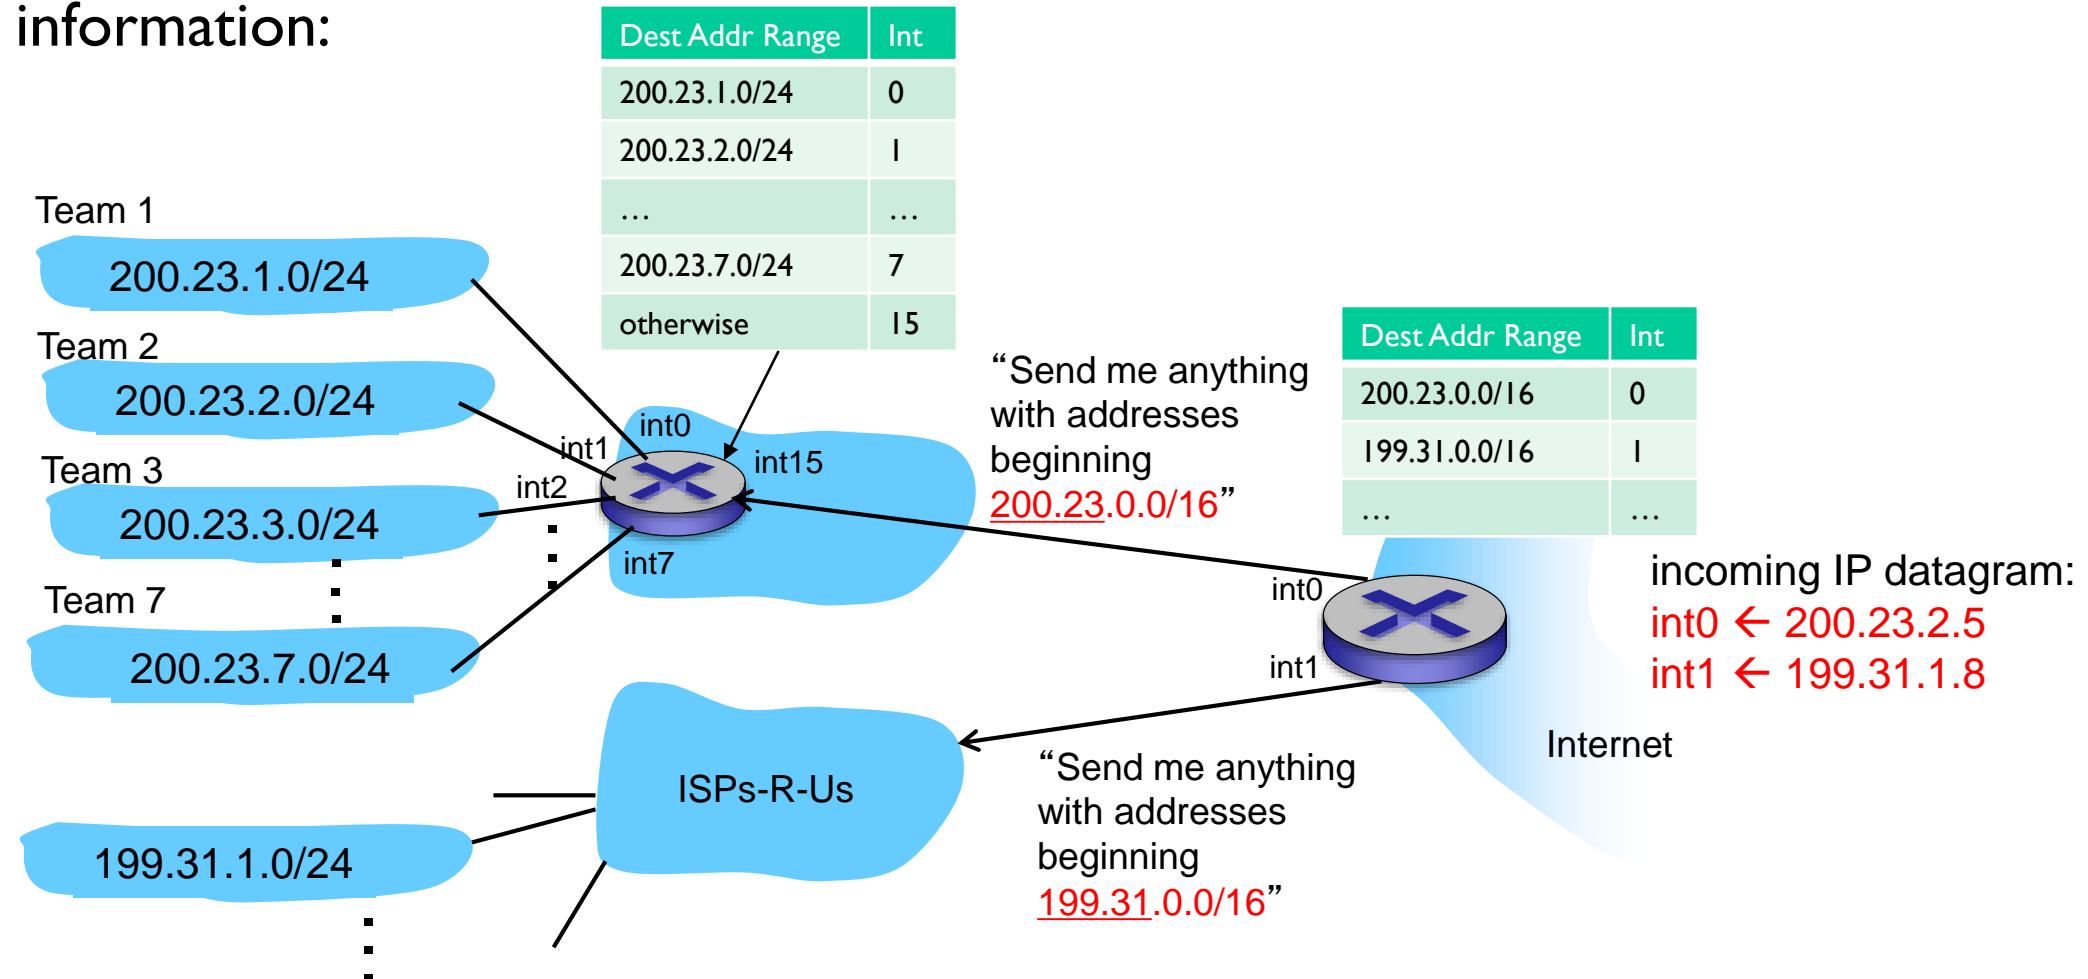 information:
Dest Addr Range Int
200.23.1.0/24 0
200.23.2.0/24 1
… …
200.23.7.0/24 7
otherwise 15
Team 1
200.23.1.0/24
Team 2
200.23.2.0/24
Team 3
200.23.3.0/24
Team 7
200.23.7.0/24
int0
int1
int2
int7
int15
“Send me anything
with addresses
beginning
200.23.0.0/16”
Dest Addr Range Int
200.23.0.0/16 0
199.31.0.0/16 1
… …
int0
int1
incoming IP datagram:
int0 ← 200.23.2.5
int1 ← 199.31.1.8
Internet
ISPs-R-Us
“Send me anything
with addresses
beginning
199.31.0.0/16”
199.31.1.0/24